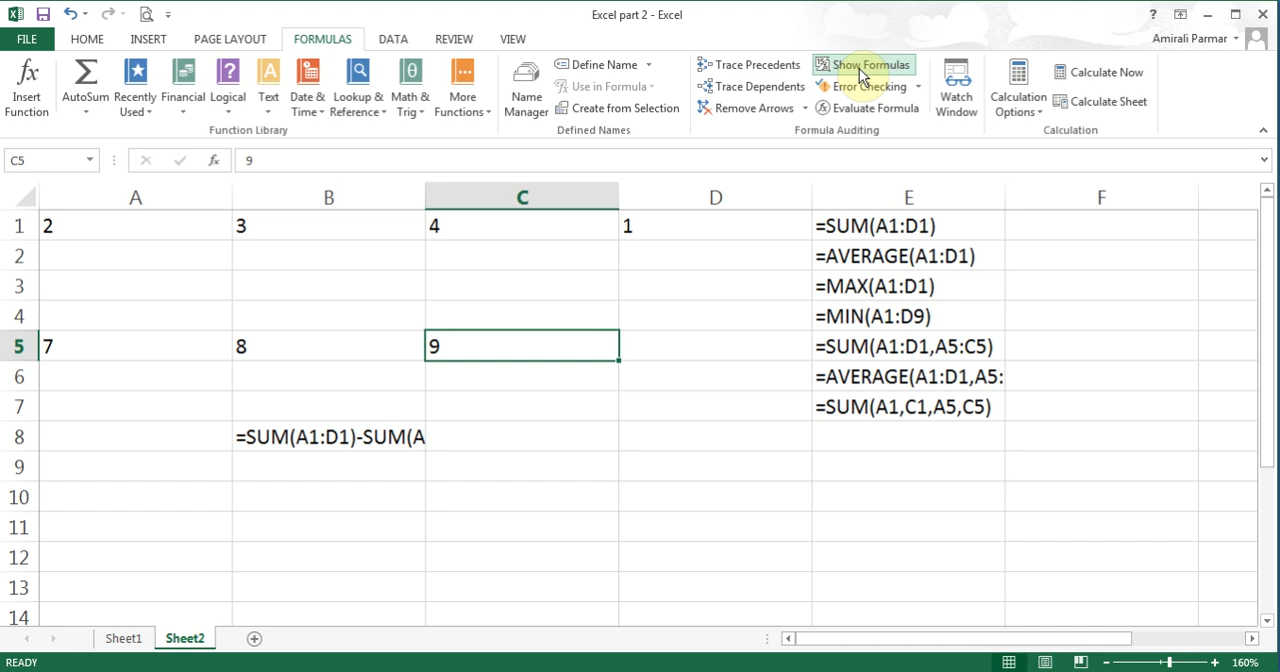 Excel part 2 - Excel
?
Amirali Parmar
FILE HOME INSERT PAGE LAYOUT FORMULAS DATA REVIEW VIEW
fx Insert Function
Σ AutoSum
Recently Used
Financial
? Logical
A Text
Date & Time
Lookup & Reference
θ Math & Trig
More Functions
Function Library
Name Manager
Define Name
Use in Formula
Create from Selection
Defined Names
Trace Precedents
Trace Dependents
Remove Arrows
Show Formulas
Error Checking
Evaluate Formula
Formula Auditing
Watch Window
Calculation Options
Calculate Now
Calculate Sheet
Calculation
C5 fx 9
A B C D E F
1 2 3 4 1 =SUM(A1:D1)
2 =AVERAGE(A1:D1)
3 =MAX(A1:D1)
4 =MIN(A1:D9)
5 7 8 9 =SUM(A1:D1,A5:C5)
6 =AVERAGE(A1:D1,A5:
7 =SUM(A1,C1,A5,C5)
8 =SUM(A1:D1)-SUM(A
9
10
11
12
13
14
Sheet1 Sheet2
READY 160%